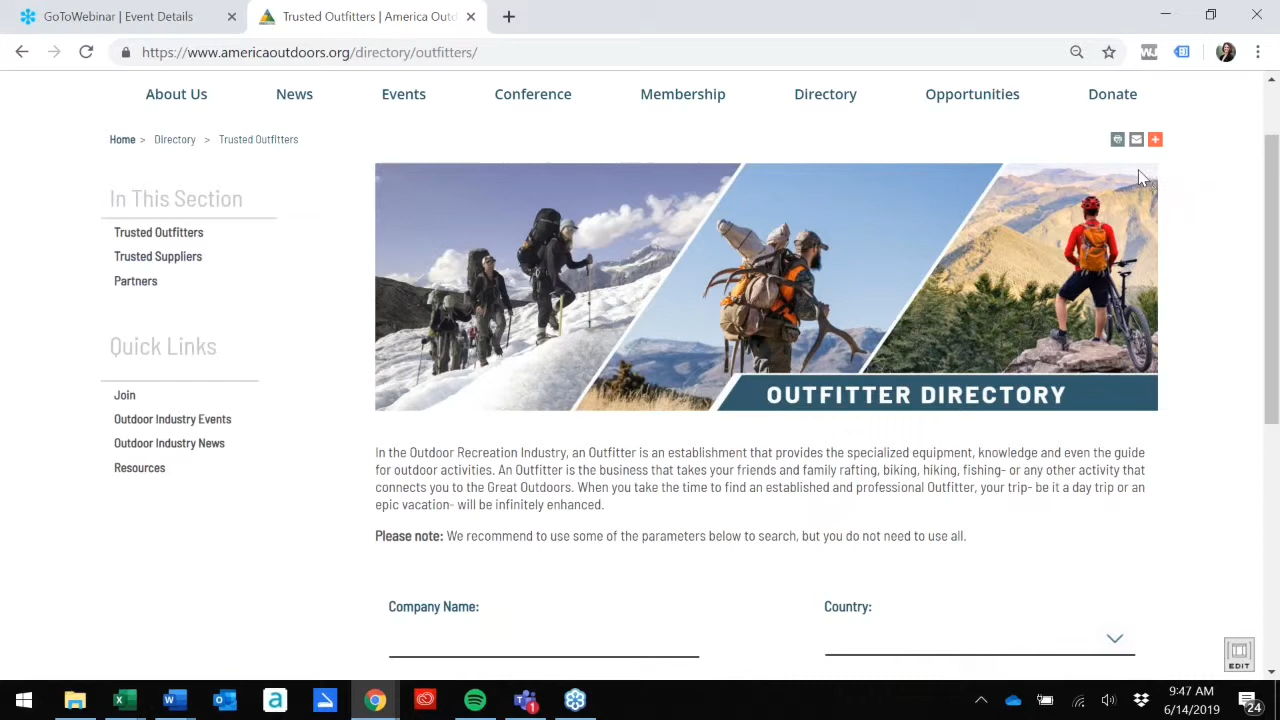 GoToWebinar | Event Details
Trusted Outfitters | America Outd
https://www.americaoutdoors.org/directory/outfitters/
About Us
News
Events
Conference
Membership
Directory
Opportunities
Donate
Home > Directory > Trusted Outfitters
In This Section
Trusted Outfitters
Trusted Suppliers
Partners
Quick Links
Join
Outdoor Industry Events
Outdoor Industry News
Resources
OUTFITTER DIRECTORY
In the Outdoor Recreation Industry, an Outfitter is an establishment that provides the specialized equipment, knowledge and even the guide
for outdoor activities. An Outfitter is the business that takes your friends and family rafting, biking, hiking, fishing- or any other activity that
connects you to the Great Outdoors. When you take the time to find an established and professional Outfitter, your trip- be it a day trip or an
epic vacation- will be infinitely enhanced.
Please note: We recommend to use some of the parameters below to search, but you do not need to use all.
Company Name:
Country:
EDIT
9:47 AM
6/14/2019
24
1